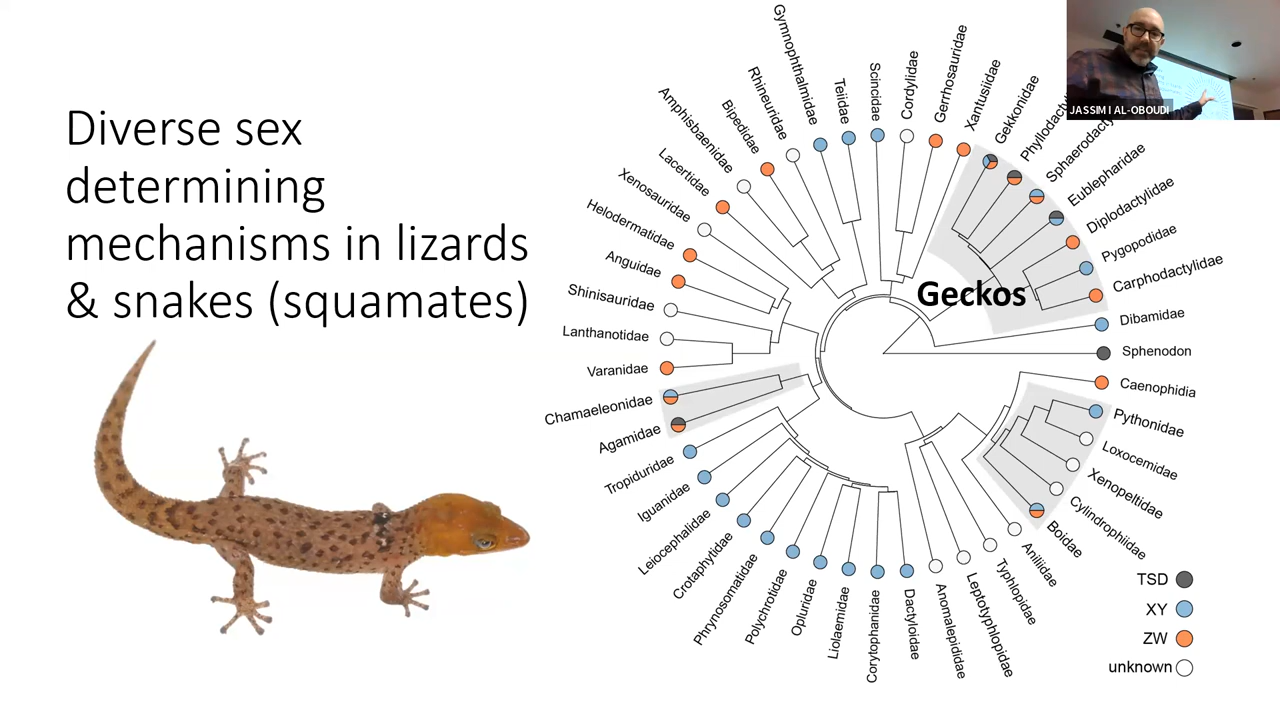 Diverse sex
determining
mechanisms in lizards
& snakes (squamates)
JASSIM I AL-OBOUDI
Geckos
Gymnophthalmidae
Teiidae
Scincidae
Cordylidae
Gerrhosauridae
Xantusiidae
Gekkonidae
Eublepharidae
Diplodactylidae
Pygopodidae
Carphodactylidae
Dibamidae
Sphenodon
Caenophidia
Pythonidae
Loxocemidae
Xenopeltidae
Cylindrophiidae
Boidae
Aniliidae
Typhlopidae
Leptotyphlopidae
Anomalepididae
Dactyloidae
Corytophanidae
Liolaemidae
Opluridae
Polychrotidae
Phrynosomatidae
Crotaphytidae
Leiocephalidae
Iguanidae
Tropiduridae
Agamidae
Chamaeleonidae
Varanidae
Lanthanotidae
Shinisauridae
Anguidae
Helodermatidae
Xenosauridae
Lacertidae
Amphisbaenidae
Bipedidae
Rhineuridae
TSD
XY
ZW
unknown